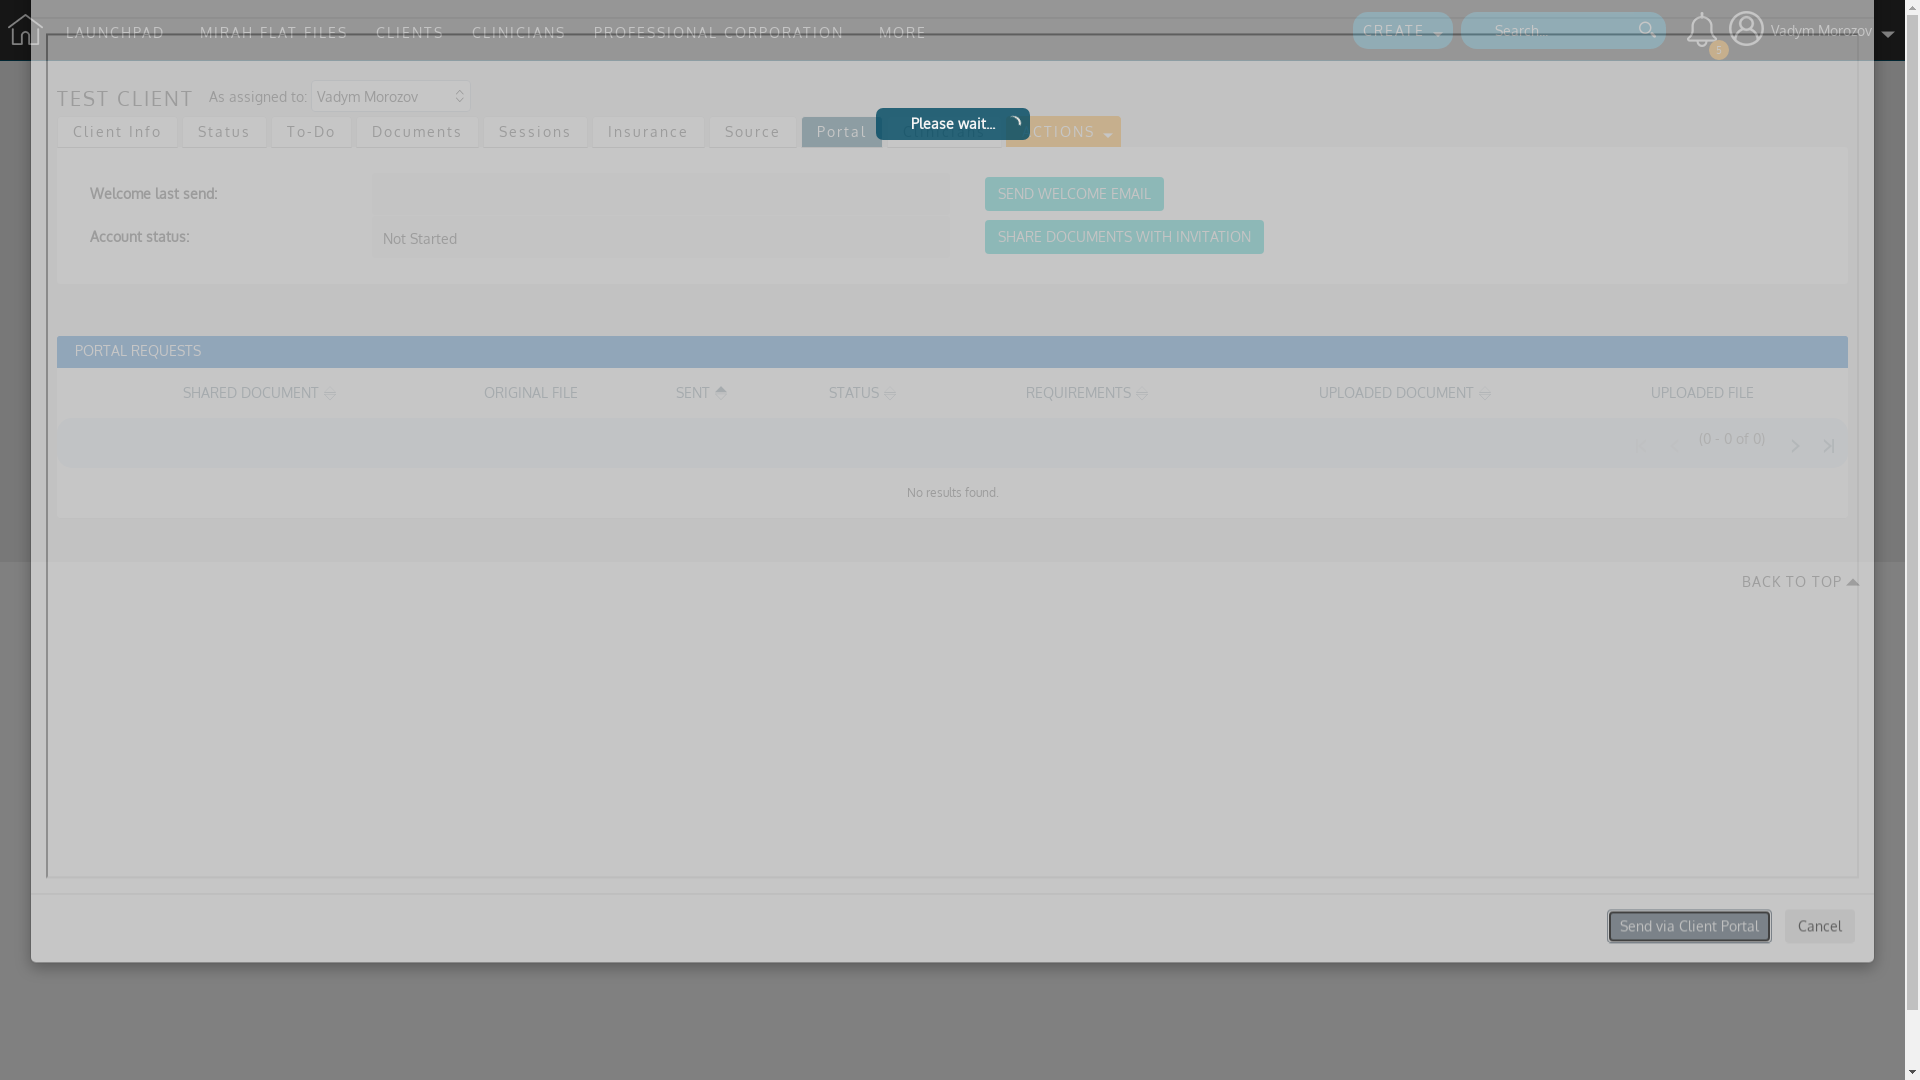 LAUNCHPAD MIRAH FLAT FILES CLIENTS CLINICIANS PROFESSIONAL CORPORATION MORE CREATE Search Vadym Morozov
5
TEST CLIENT As assigned to: Vadym Morozov
Please wait...
Client Info Status To-Do Documents Sessions Insurance Source Portal CTIONS
Welcome last send: SEND WELCOME EMAIL
Account status: Not Started SHARE DOCUMENTS WITH INVITATION
PORTAL REQUESTS
SHARED DOCUMENT ORIGINAL FILE SENT STATUS REQUIREMENTS UPLOADED DOCUMENT UPLOADED FILE
(0 - 0 of 0)
No results found.
BACK TO TOP
Send via Client Portal Cancel